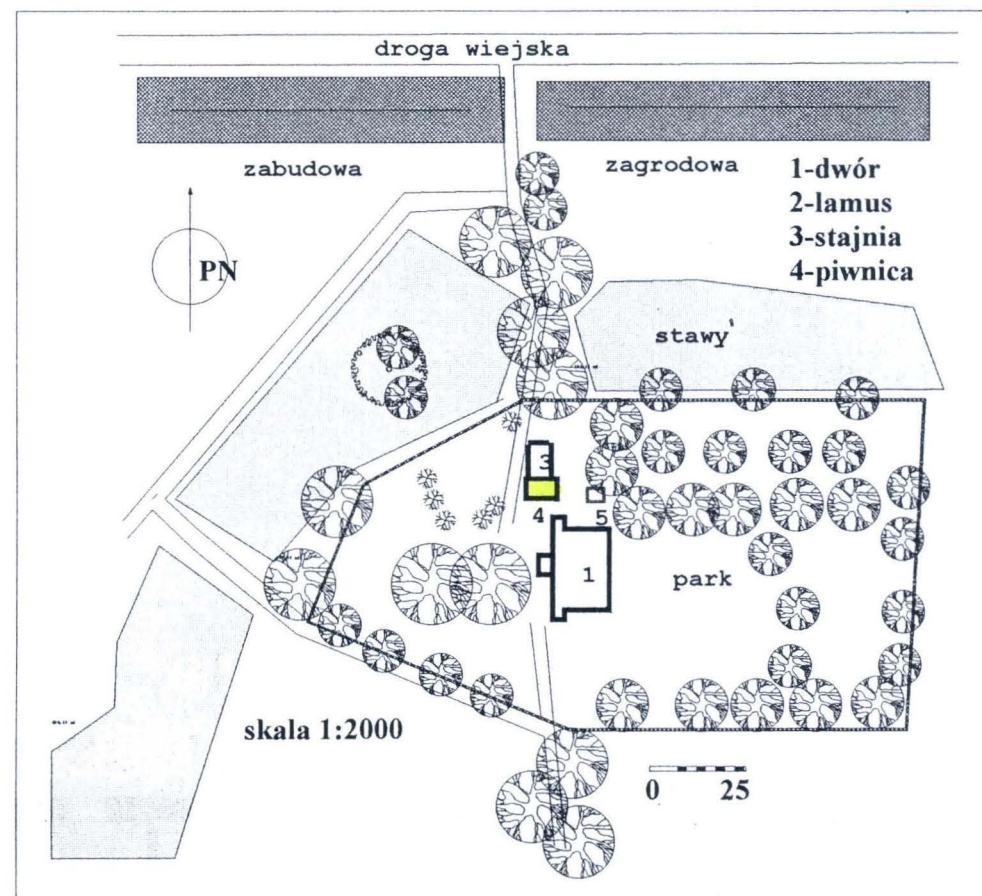 droga wiejska
zabudowa
zagrodowa
1-dwór
2-lamus
3-stajnia
4-piwnica
PN
stawy
3
4
5
1
park
skala 1:2000
0 25